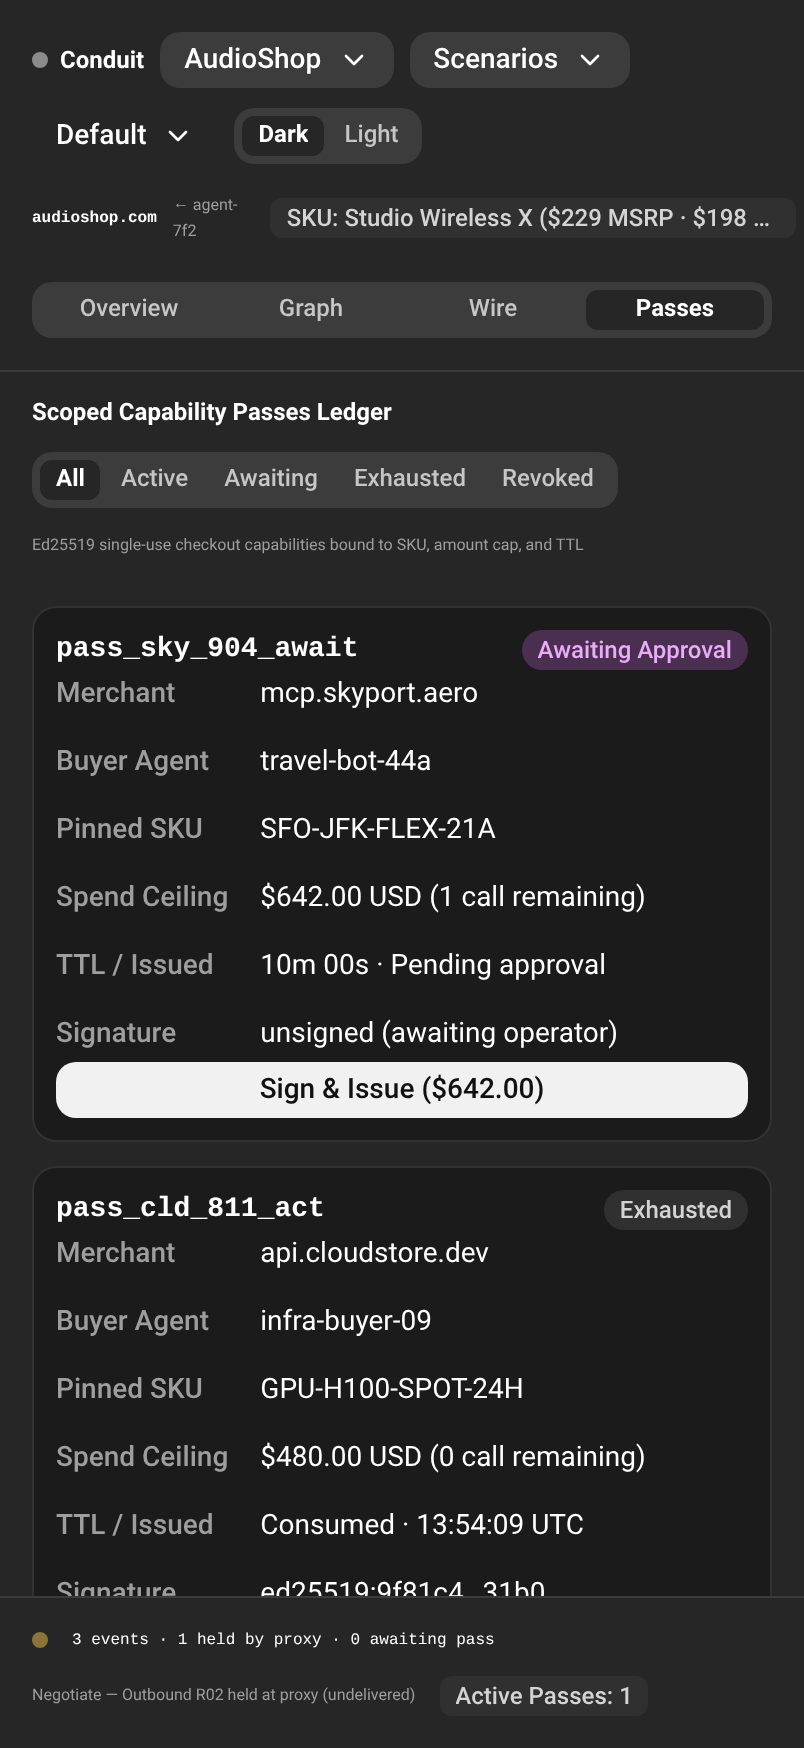 Conduit AudioShop Scenarios
Default Dark Light
audioshop.com ← agent-7f2 SKU: Studio Wireless X ($229 MSRP · $198 ...
Overview Graph Wire Passes
Scoped Capability Passes Ledger
All Active Awaiting Exhausted Revoked
Ed25519 single-use checkout capabilities bound to SKU, amount cap, and TTL
pass_sky_904_await Awaiting Approval
Merchant mcp.skyport.aero
Buyer Agent travel-bot-44a
Pinned SKU SFO-JFK-FLEX-21A
Spend Ceiling $642.00 USD (1 call remaining)
TTL / Issued 10m 00s · Pending approval
Signature unsigned (awaiting operator)
Sign & Issue ($642.00)
pass_cld_811_act Exhausted
Merchant api.cloudstore.dev
Buyer Agent infra-buyer-09
Pinned SKU GPU-H100-SPOT-24H
Spend Ceiling $480.00 USD (0 call remaining)
TTL / Issued Consumed · 13:54:09 UTC
Signature
3 events · 1 held by proxy · 0 awaiting pass
Negotiate — Outbound R02 held at proxy (undelivered) Active Passes: 1